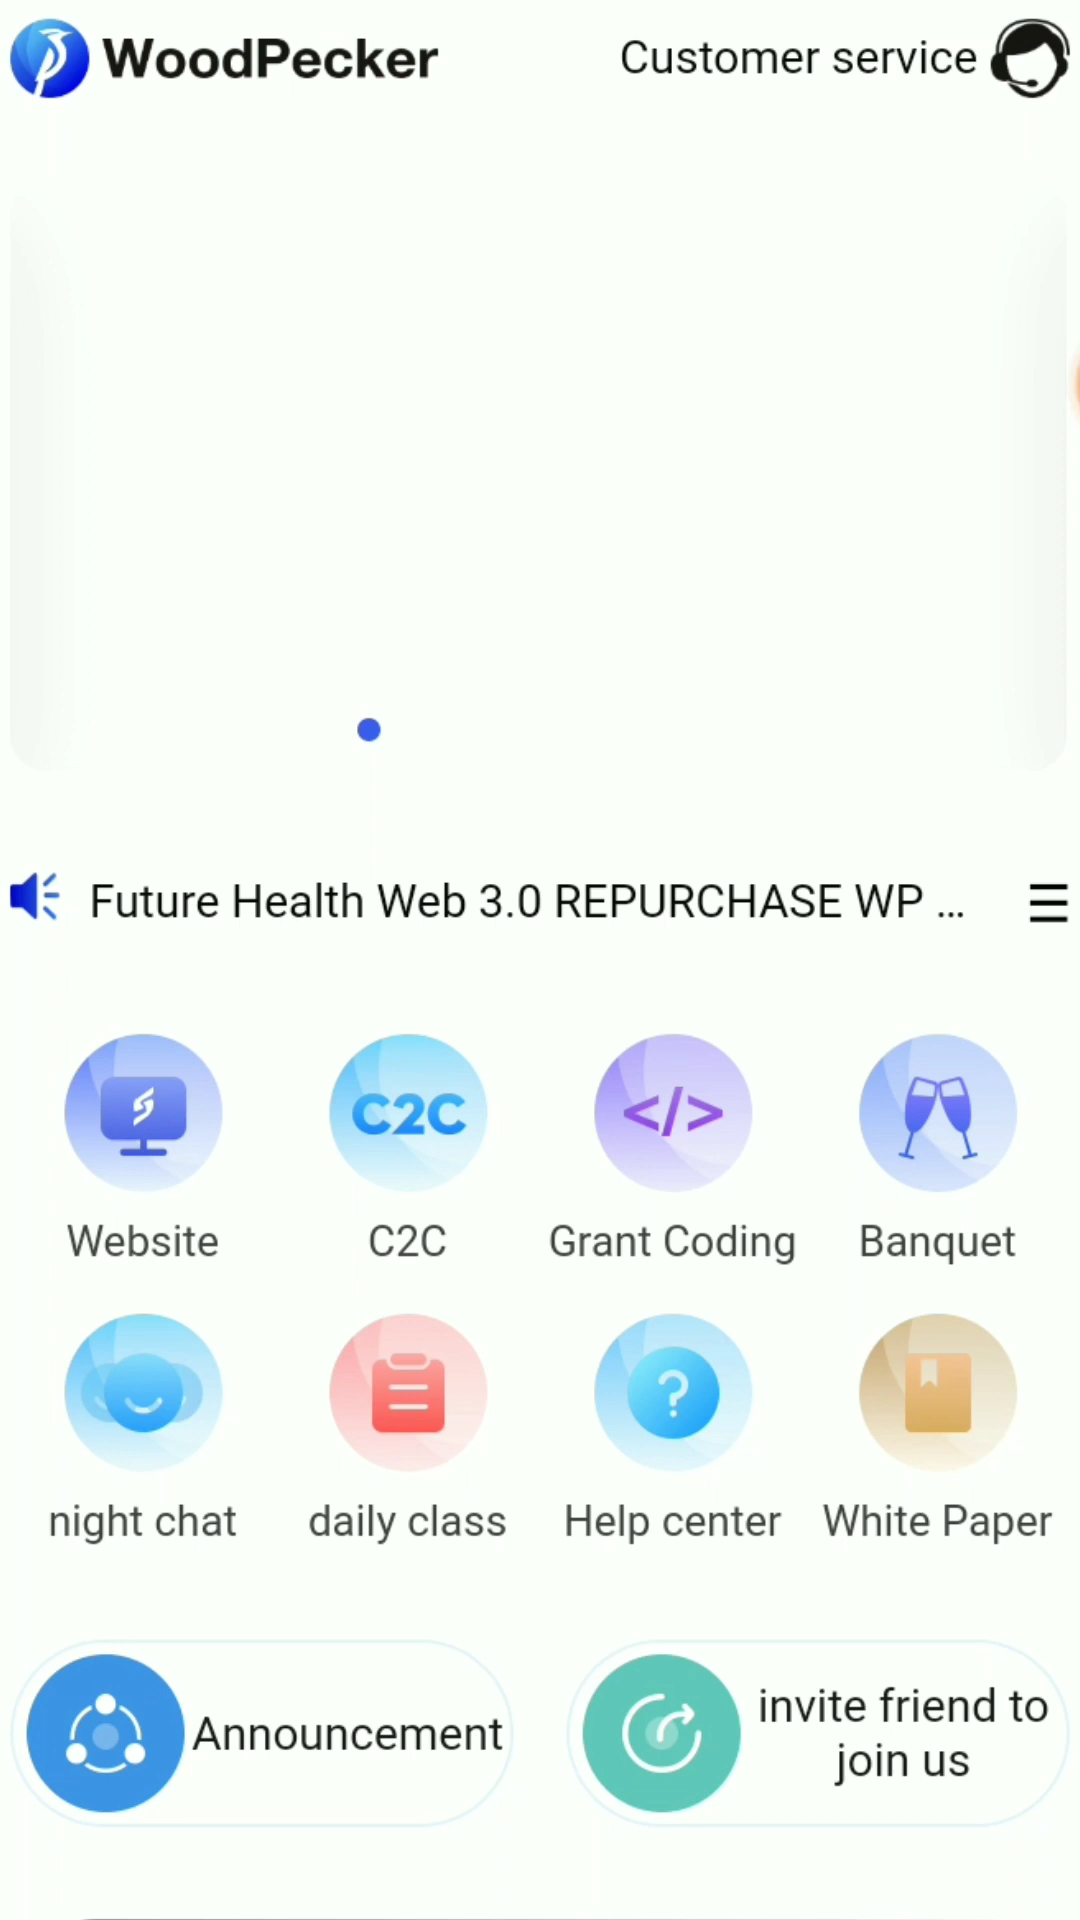 WoodPecker
Customer service
Future Health Web 3.0 REPURCHASE WP ...
C2C
</>
Website
C2C
Grant Coding
Banquet
?
night chat
daily class
Help center
White Paper
Announcement
invite friend to
join us